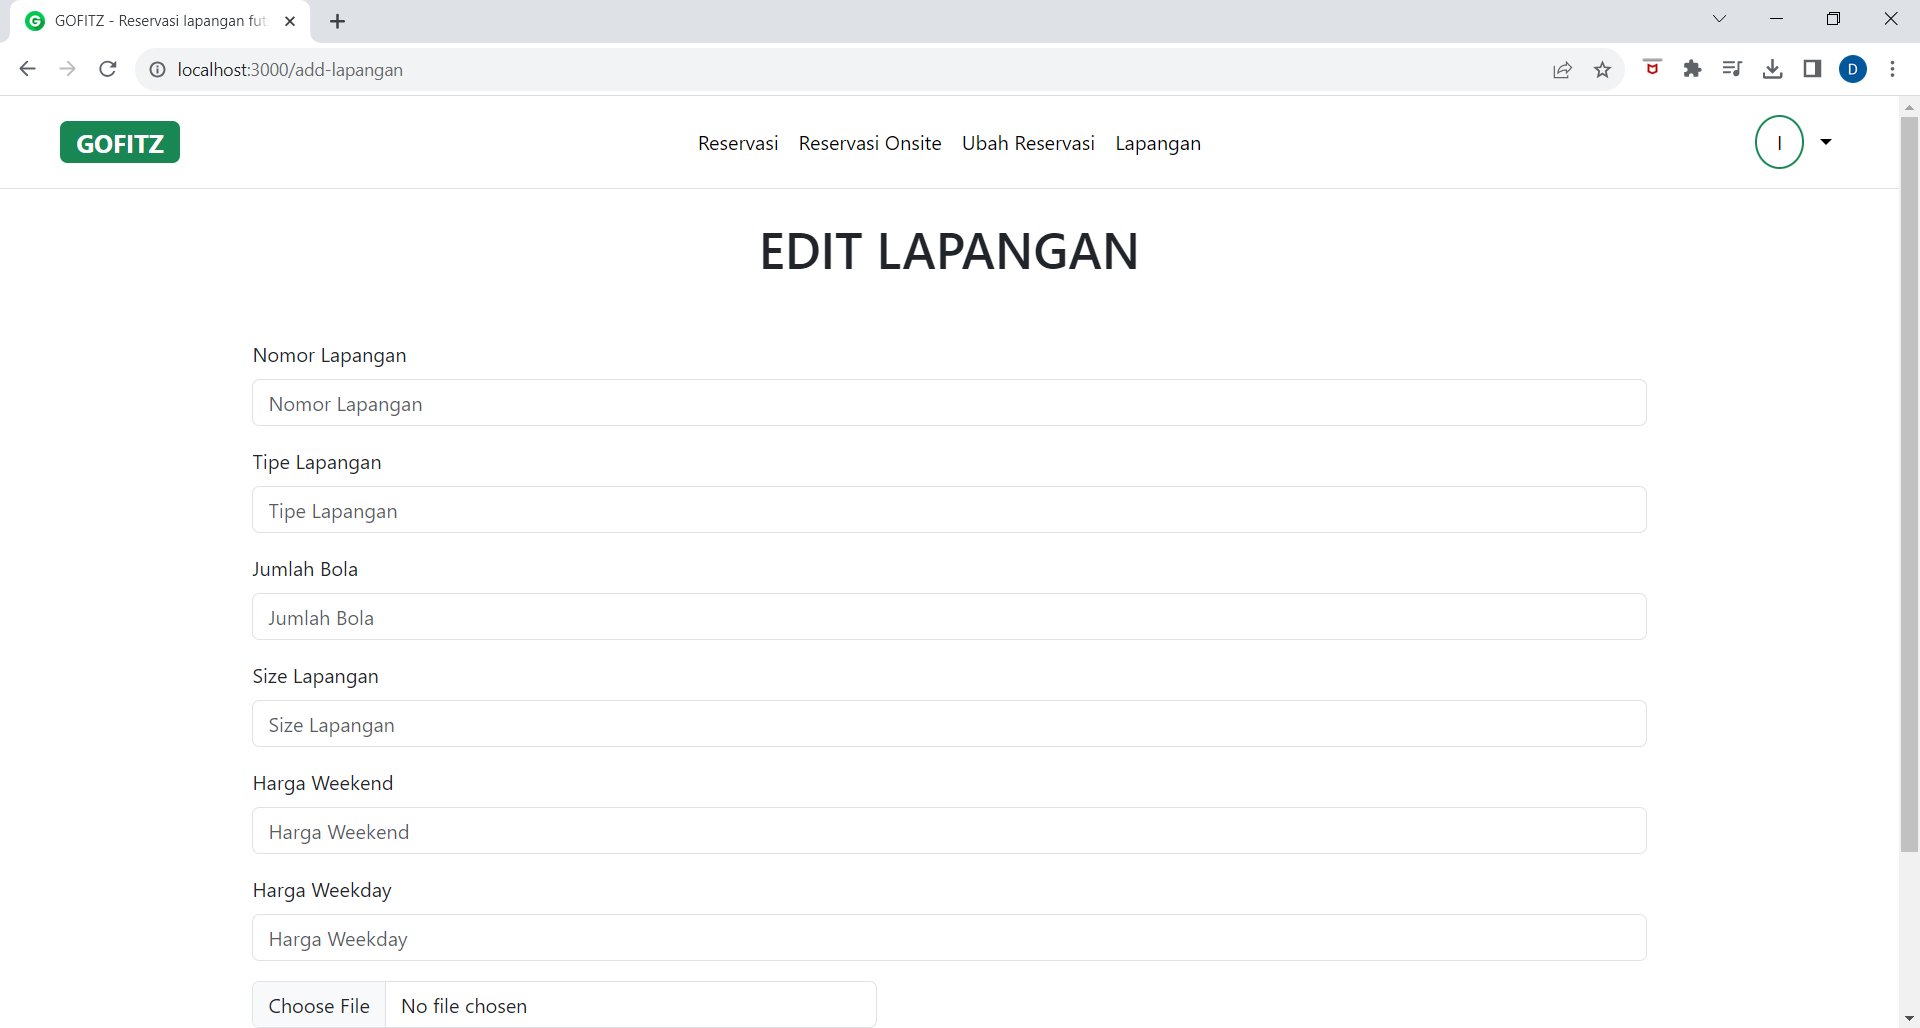 GOFITZ - Reservasi lapangan fut
localhost:3000/add-lapangan
D
GOFITZ
Reservasi Reservasi Onsite Ubah Reservasi Lapangan
I
EDIT LAPANGAN
Nomor Lapangan
Nomor Lapangan
Tipe Lapangan
Tipe Lapangan
Jumlah Bola
Jumlah Bola
Size Lapangan
Size Lapangan
Harga Weekend
Harga Weekend
Harga Weekday
Harga Weekday
Choose File No file chosen